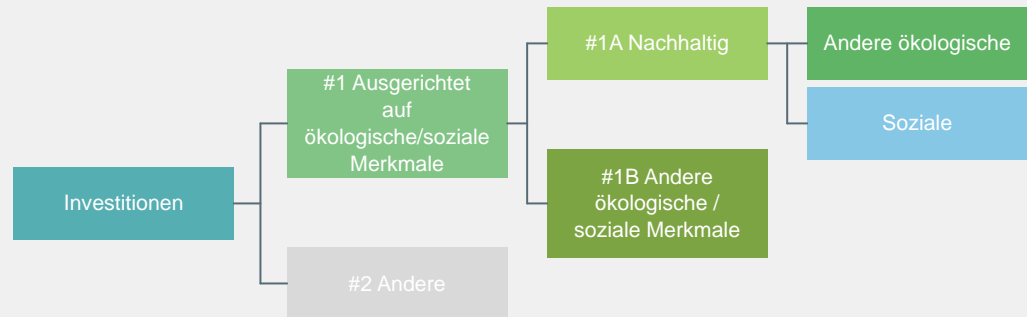 Investitionen
#1 Ausgerichtet
auf
ökologische/soziale
Merkmale
#2 Andere
#1A Nachhaltig
#1B Andere
ökologische /
soziale Merkmale
Andere ökologische
Soziale